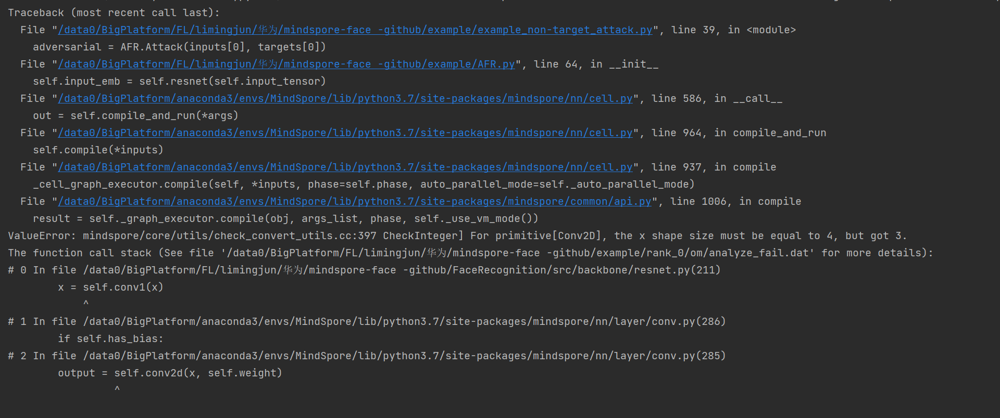 Traceback (most recent call last):
  File "/data0/BigPlatform/FL/limingjun/华为/mindspore-face -github/example/example_non-target_attack.py", line 39, in <module>
    adversarial = AFR.Attack(inputs[0], targets[0])
  File "/data0/BigPlatform/FL/limingjun/华为/mindspore-face -github/example/AFR.py", line 64, in __init__
    self.input_emb = self.resnet(self.input_tensor)
  File "/data0/BigPlatform/anaconda3/envs/MindSpore/lib/python3.7/site-packages/mindspore/nn/cell.py", line 586, in __call__
    out = self.compile_and_run(*args)
  File "/data0/BigPlatform/anaconda3/envs/MindSpore/lib/python3.7/site-packages/mindspore/nn/cell.py", line 964, in compile_and_run
    self.compile(*inputs)
  File "/data0/BigPlatform/anaconda3/envs/MindSpore/lib/python3.7/site-packages/mindspore/nn/cell.py", line 937, in compile
    _cell_graph_executor.compile(self, *inputs, phase=self.phase, auto_parallel_mode=self._auto_parallel_mode)
  File "/data0/BigPlatform/anaconda3/envs/MindSpore/lib/python3.7/site-packages/mindspore/common/api.py", line 1006, in compile
    result = self._graph_executor.compile(obj, args_list, phase, self._use_vm_mode())
ValueError: mindspore/core/utils/check_convert_utils.cc:397 CheckInteger] For primitive[Conv2D], the x shape size must be equal to 4, but got 3.
The function call stack (See file '/data0/BigPlatform/FL/limingjun/华为/mindspore-face -github/example/rank_0/om/analyze_fail.dat' for more details):
# 0 In file /data0/BigPlatform/FL/limingjun/华为/mindspore-face -github/FaceRecognition/src/backbone/resnet.py(211)
        x = self.conv1(x)
            ^
# 1 In file /data0/BigPlatform/anaconda3/envs/MindSpore/lib/python3.7/site-packages/mindspore/nn/layer/conv.py(286)
        if self.has_bias:
# 2 In file /data0/BigPlatform/anaconda3/envs/MindSpore/lib/python3.7/site-packages/mindspore/nn/layer/conv.py(285)
        output = self.conv2d(x, self.weight)
                 ^